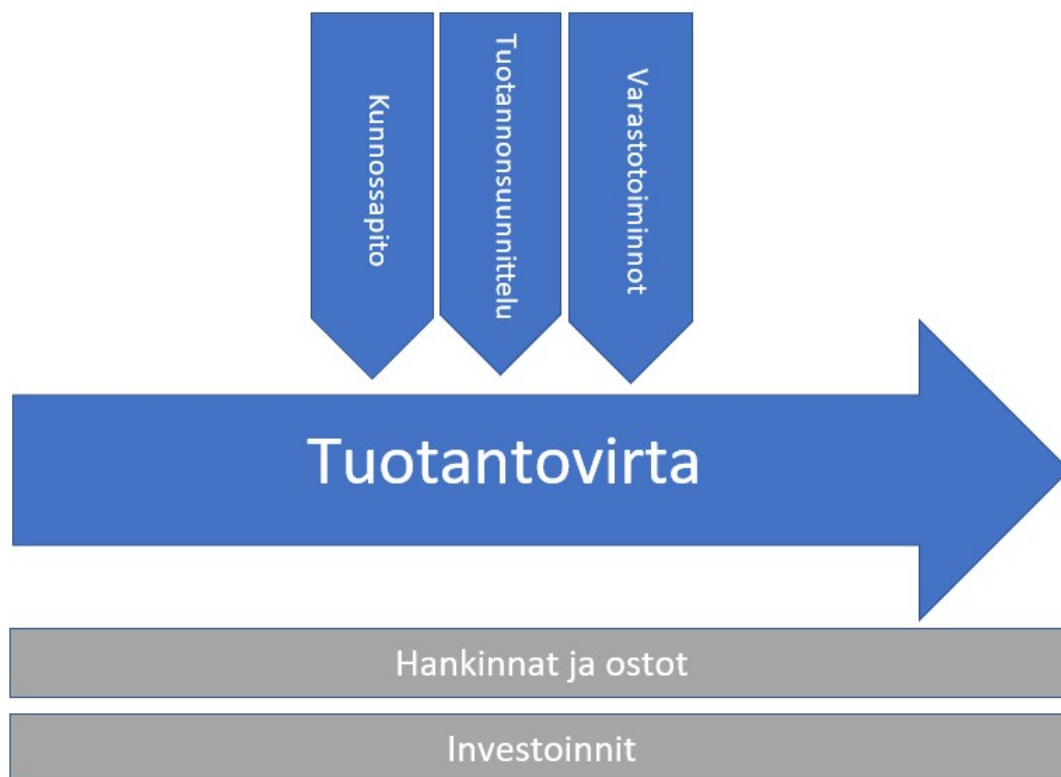 Kunnossapito
Tuotannonsuunnittelu
Varastotoiminnot
Tuotantovirta
Hankinnat ja ostot
Investoinnit